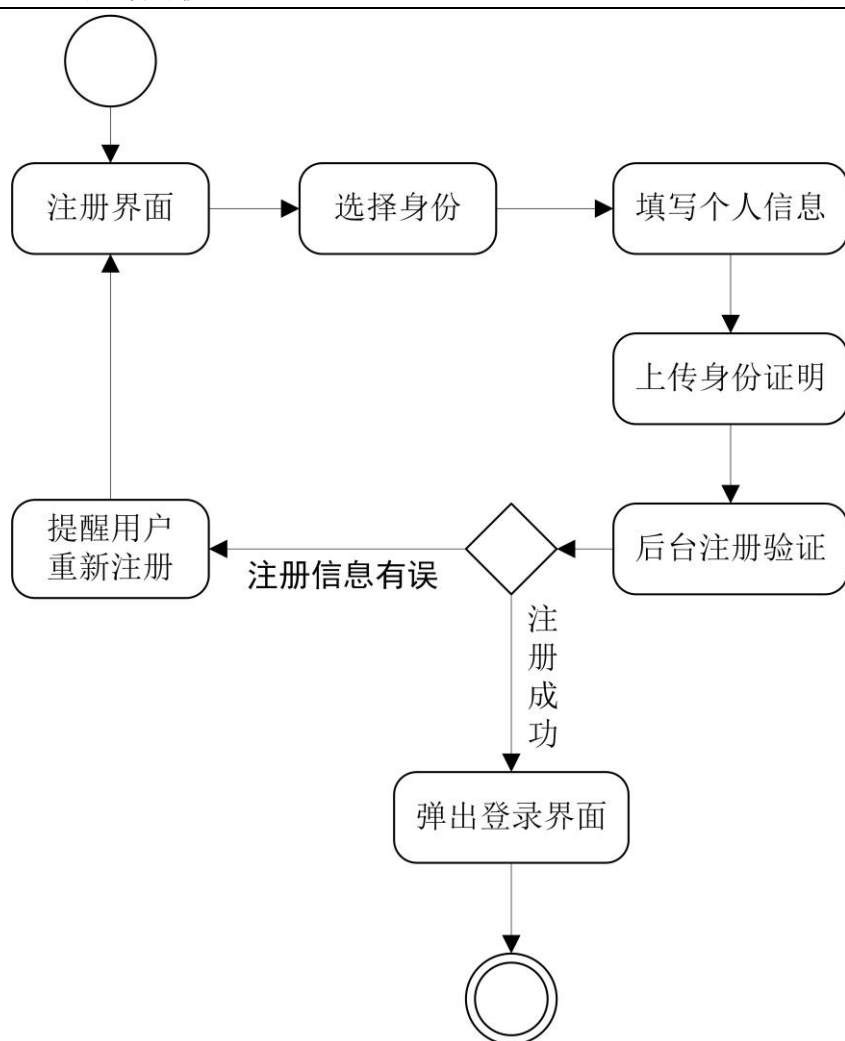 注册界面
选择身份
填写个人信息
上传身份证明
后台注册验证
注册信息有误
提醒用户
重新注册
注册成功
弹出登录界面